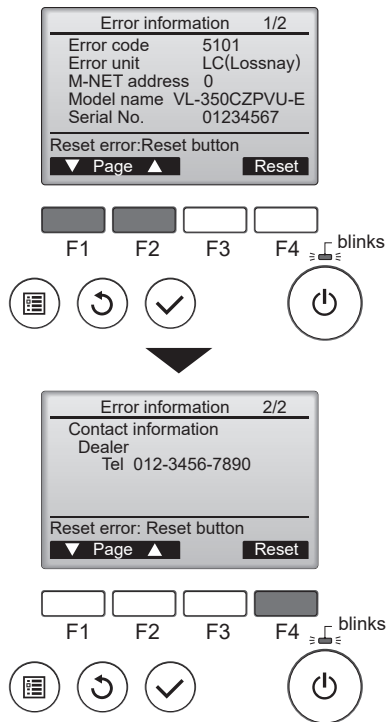 Error information 1/2
Error code 5101
Error unit LC(Lossnay)
M-NET address 0
Model name VL-350CZPVU-E
Serial No. 01234567
Reset error:Reset button
▼ Page ▲ Reset
F1 F2 F3 F4 blinks
Error information 2/2
Contact information
Dealer
Tel 012-3456-7890
Reset error: Reset button
▼ Page ▲ Reset
F1 F2 F3 F4 blinks